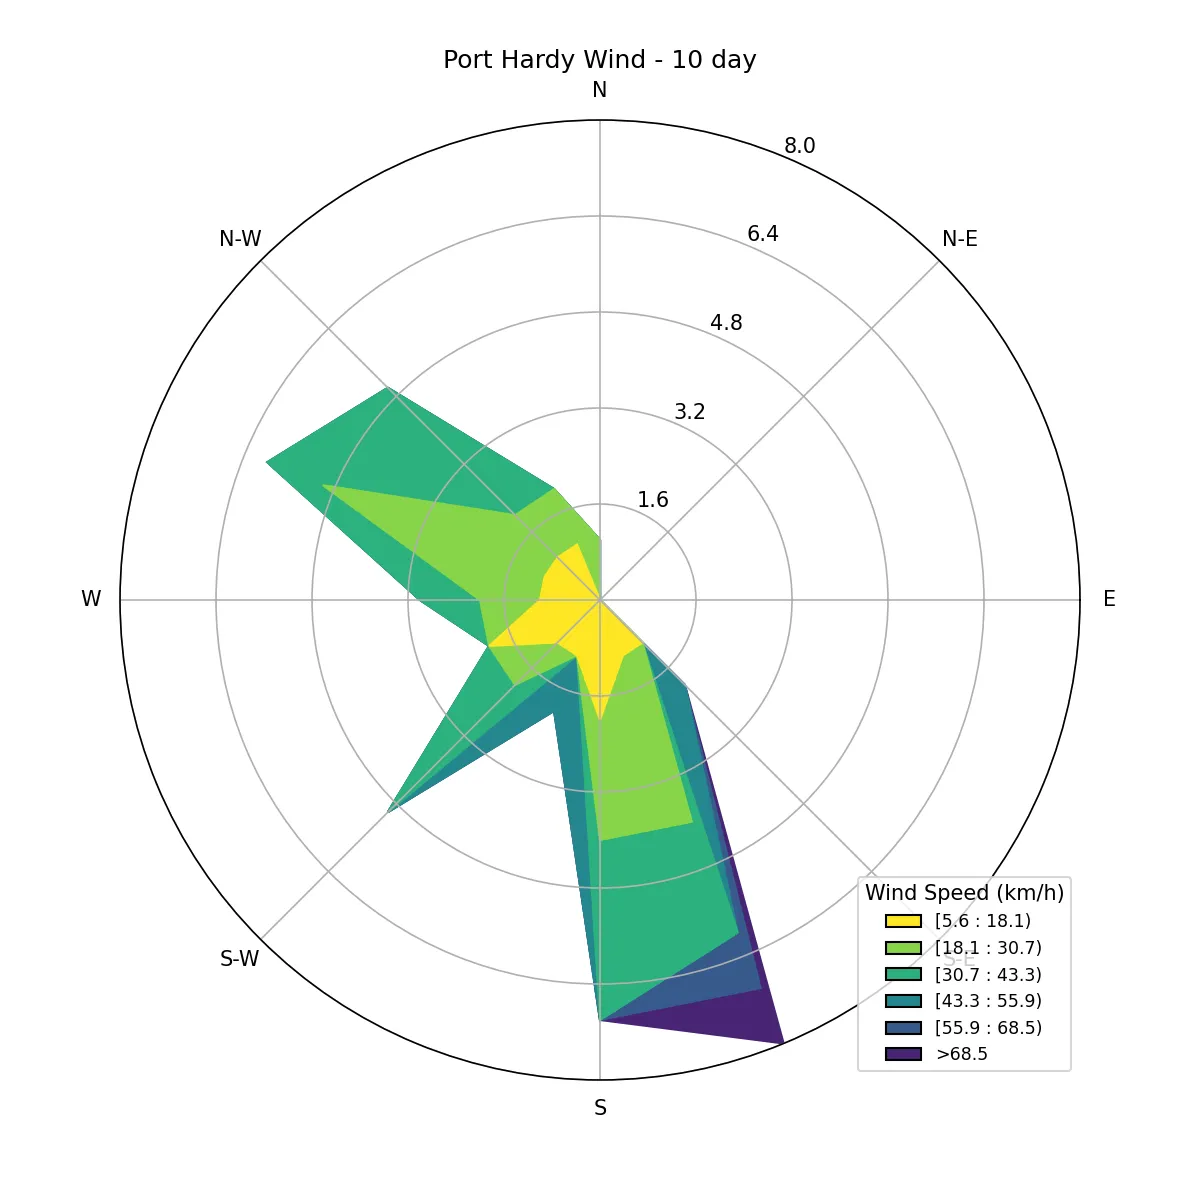 Port Hardy Wind - 10 day
N
8.0
N-W
6.4
N-E
4.8
3.2
1.6
W
E
S-W
S-E
S
Wind Speed (km/h)
[5.6 : 18.1)
[18.1 : 30.7)
[30.7 : 43.3)
[43.3 : 55.9)
[55.9 : 68.5)
>68.5